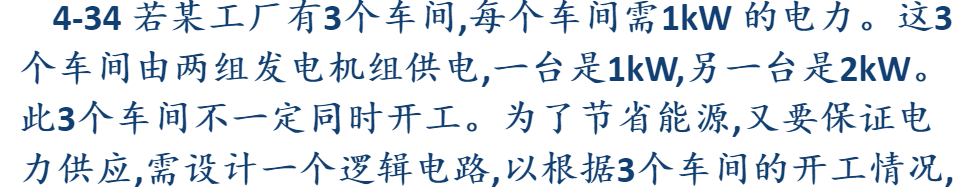 4-34 若某工厂有3个车间,每个车间需1kW 的电力。这3
个车间由两组发电机组供电,一台是1kW,另一台是2kW。
此3个车间不一定同时开工。为了节省能源,又要保证电
力供应,需设计一个逻辑电路,以根据3个车间的开工情况,